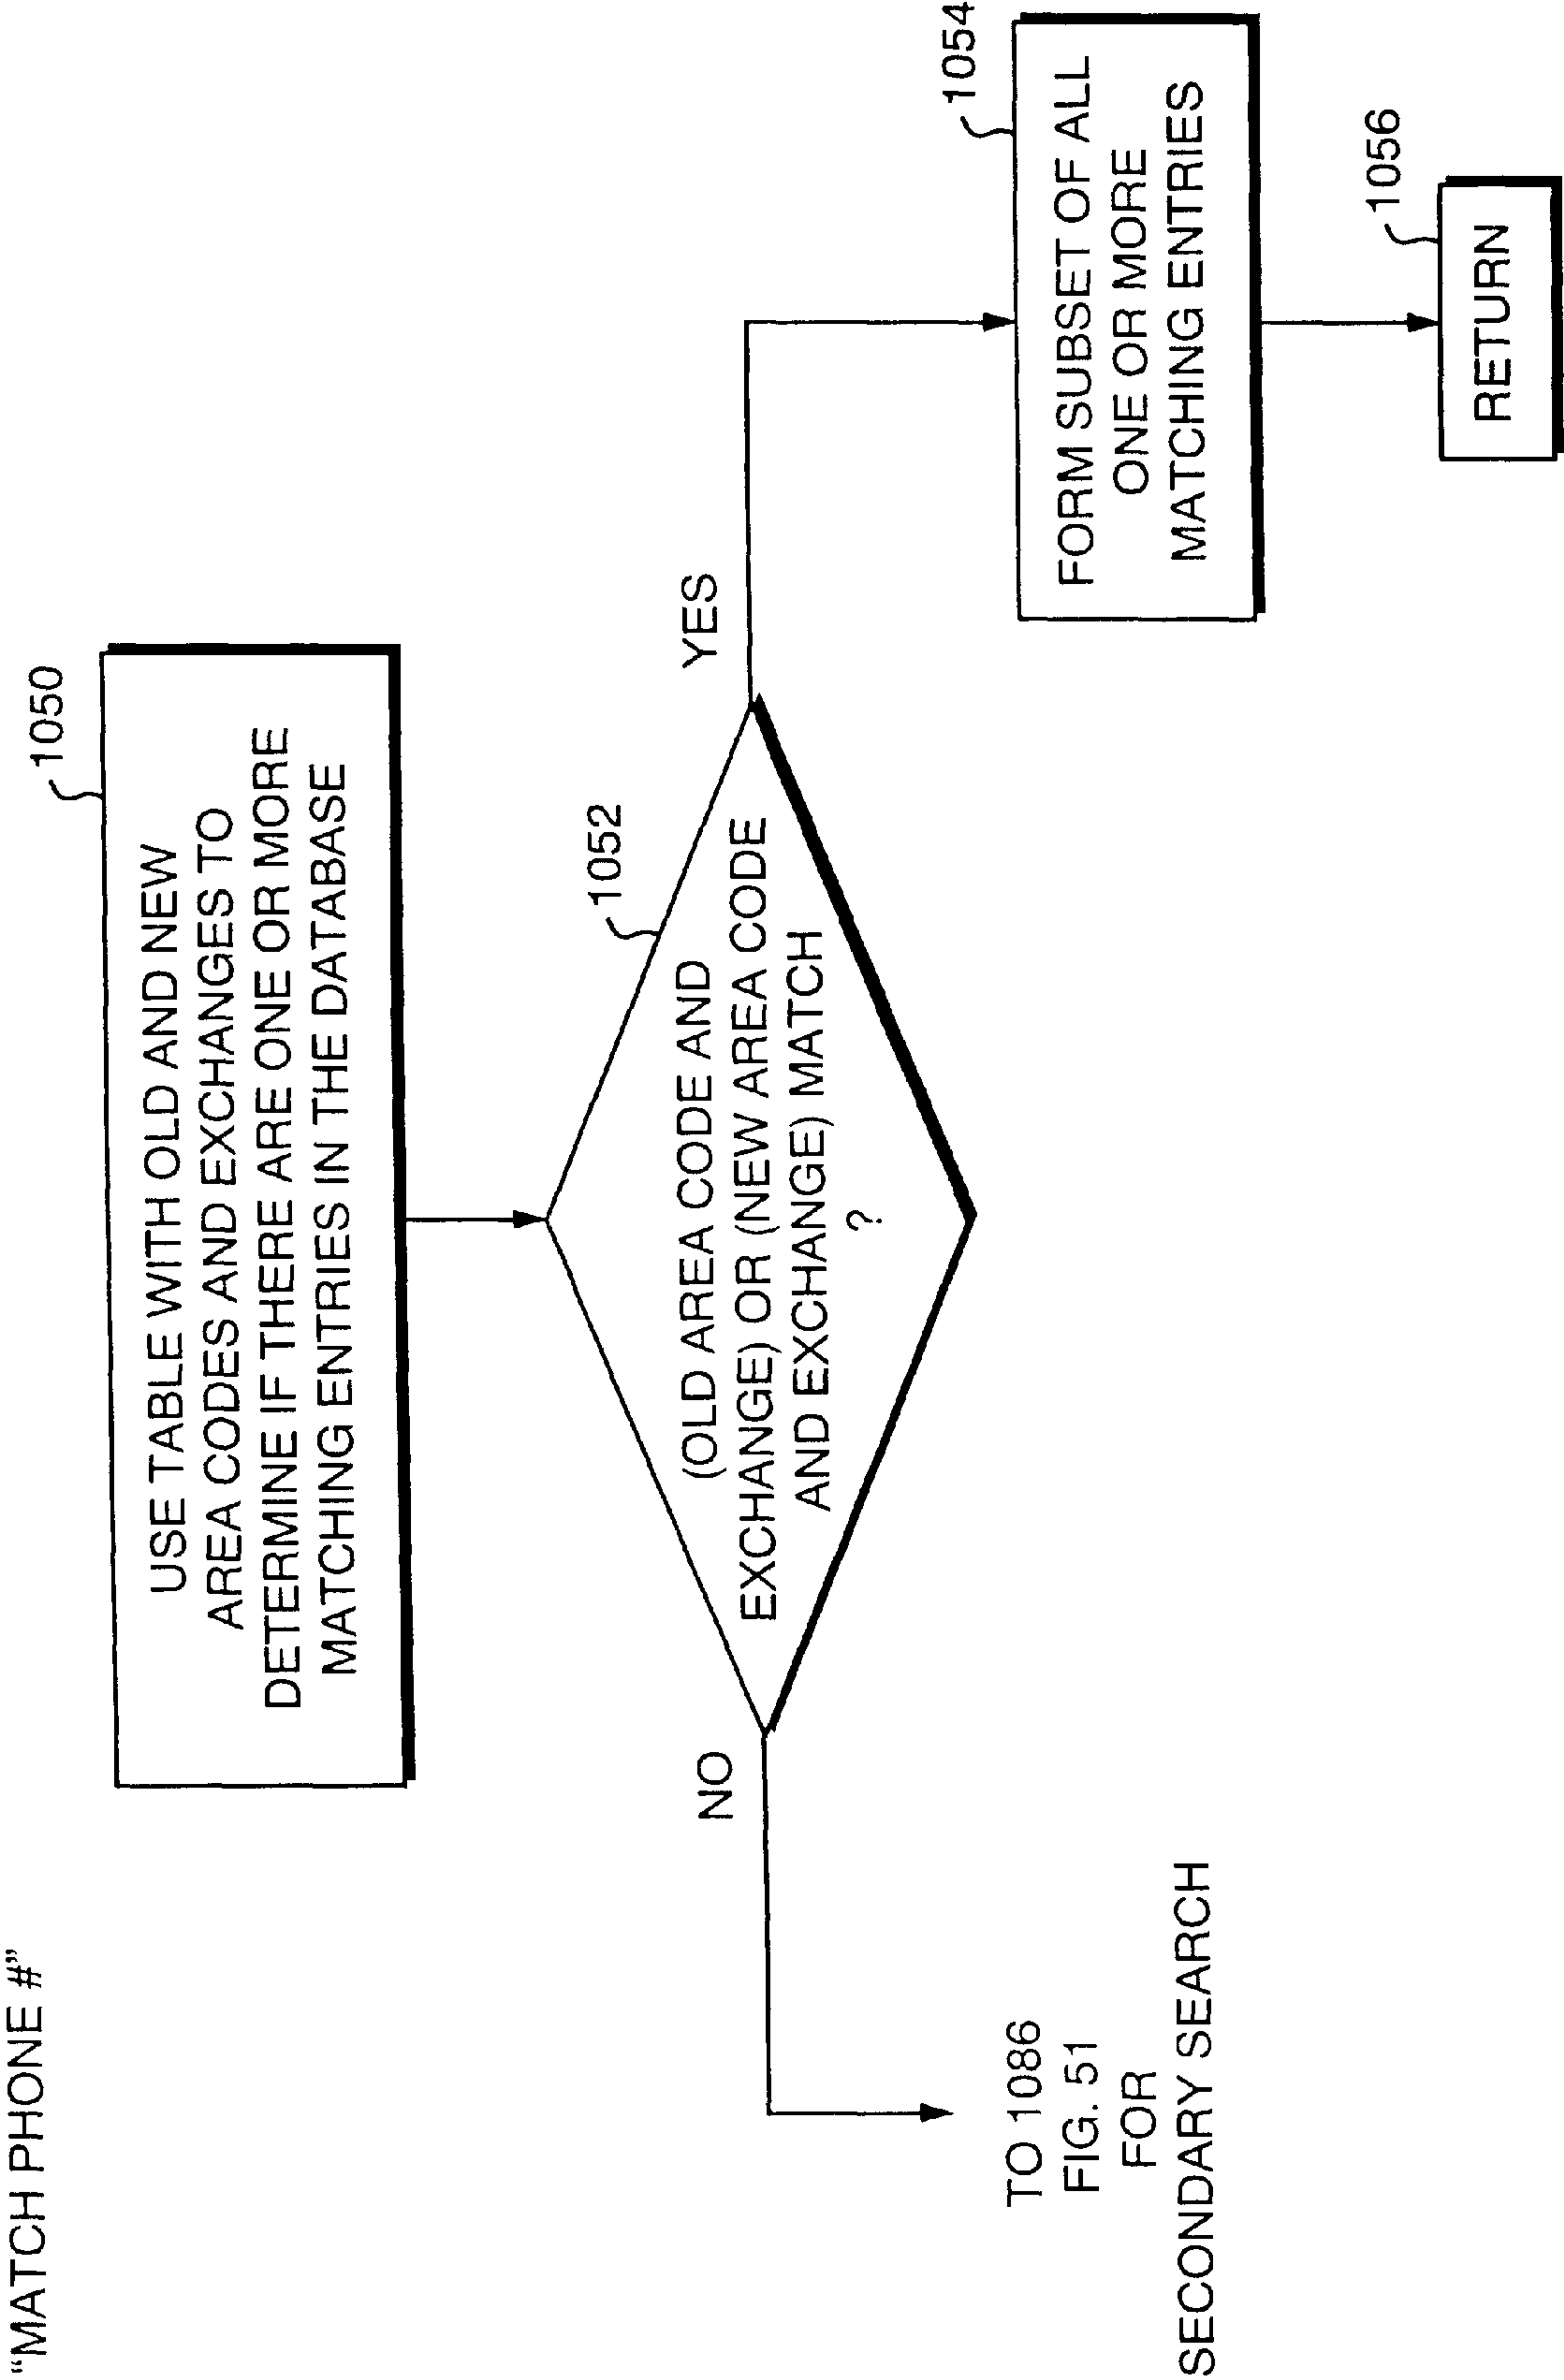 "MATCH PHONE #"
1050
USE TABLE WITH OLD AND NEW
AREA CODES AND EXCHANGES TO
DETERMINE IF THERE ARE ONE OR MORE
MATCHING ENTRIES IN THE DATABASE
1052
(OLD AREA CODE AND
EXCHANGE) OR (NEW AREA CODE
AND EXCHANGE) MATCH
?
NO
YES
TO 1086
FIG. 51
FOR
SECONDARY SEARCH
1054
FORM SUBSET OF ALL
ONE OR MORE
MATCHING ENTRIES
1056
RETURN